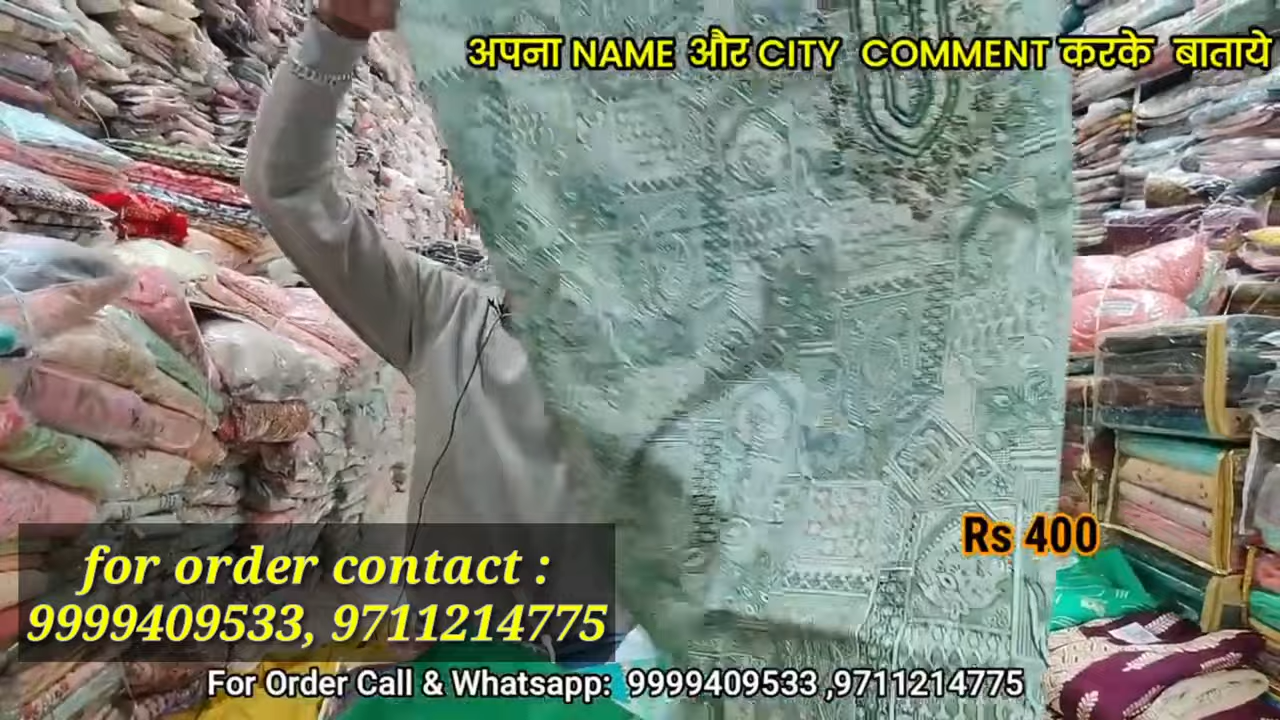 अपना NAME और CITY COMMENT करके बाताये
Rs 400
for order contact :
9999409533, 9711214775
For Order Call & Whatsapp: 9999409533 ,9711214775